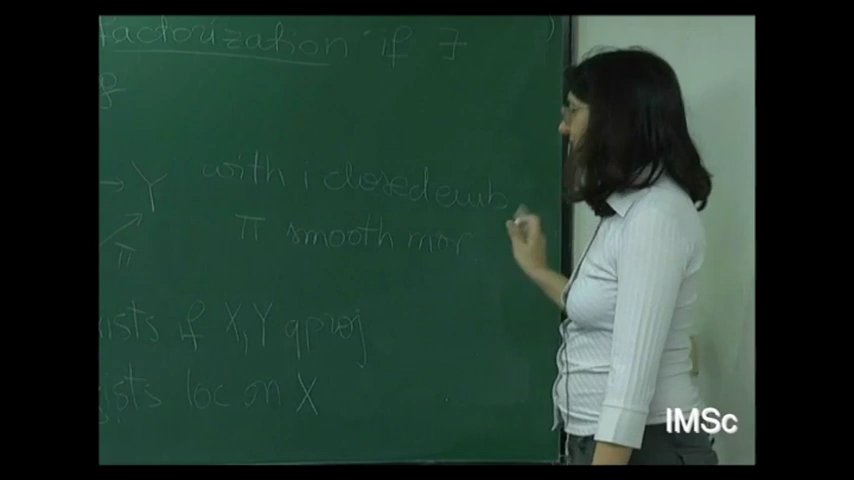 factorization if ∃
g
→ Y with i closed emb
π π smooth mor
ists if X, Y qproj
ists loc on X
IMSc